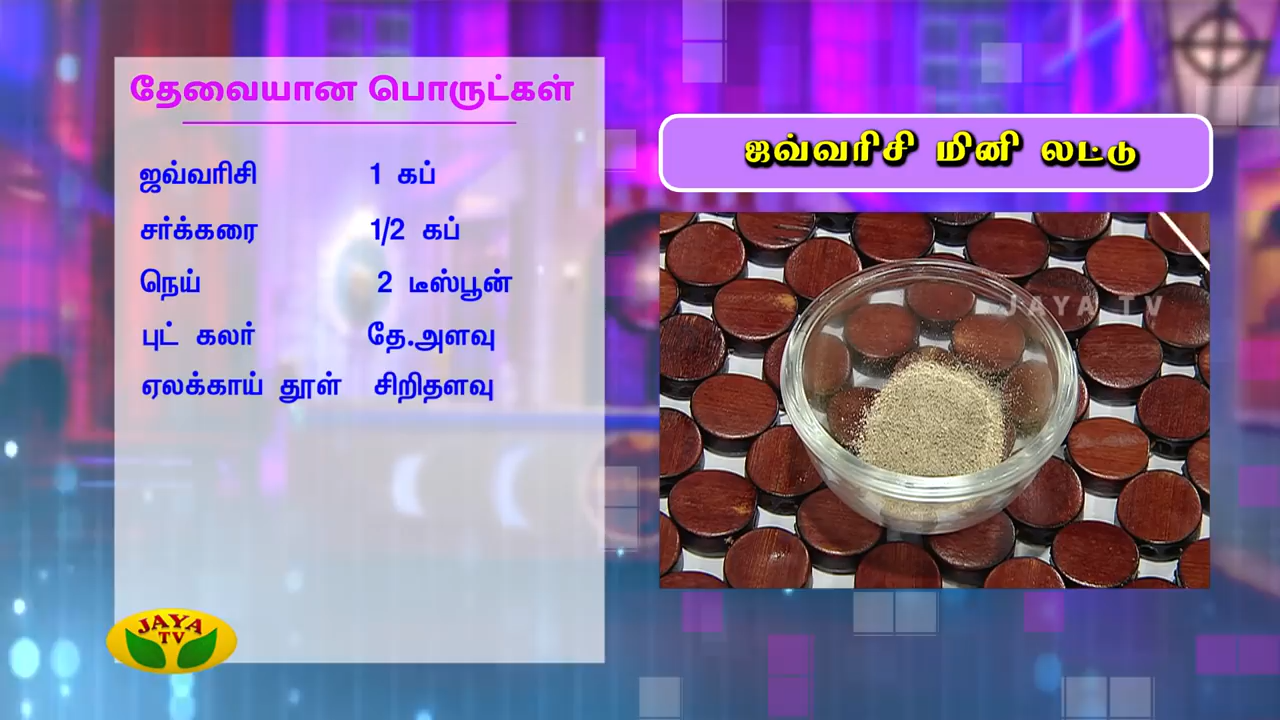 தேவையான பொருட்கள்
ஜவ்வரிசி 1 கப்
சர்க்கரை 1/2 கப்
நெய் 2 டீஸ்பூன்
புட் கலர் தே.அளவு
ஏலக்காய் தூள் சிறிதளவு
ஜவ்வரிசி மினி லட்டு
JAYA TV
JAYA
TV